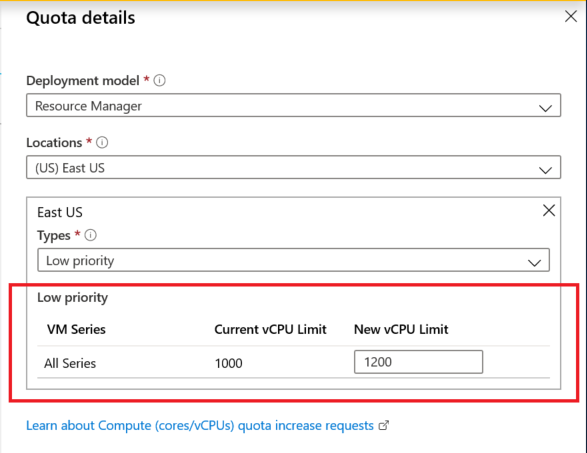 Quota details
Deployment model *
Resource Manager
Locations *
(US) East US
East US
Types *
Low priority
Low priority
VM Series Current vCPU Limit New vCPU Limit
All Series 1000 1200
Learn about Compute (cores/vCPUs) quota increase requests